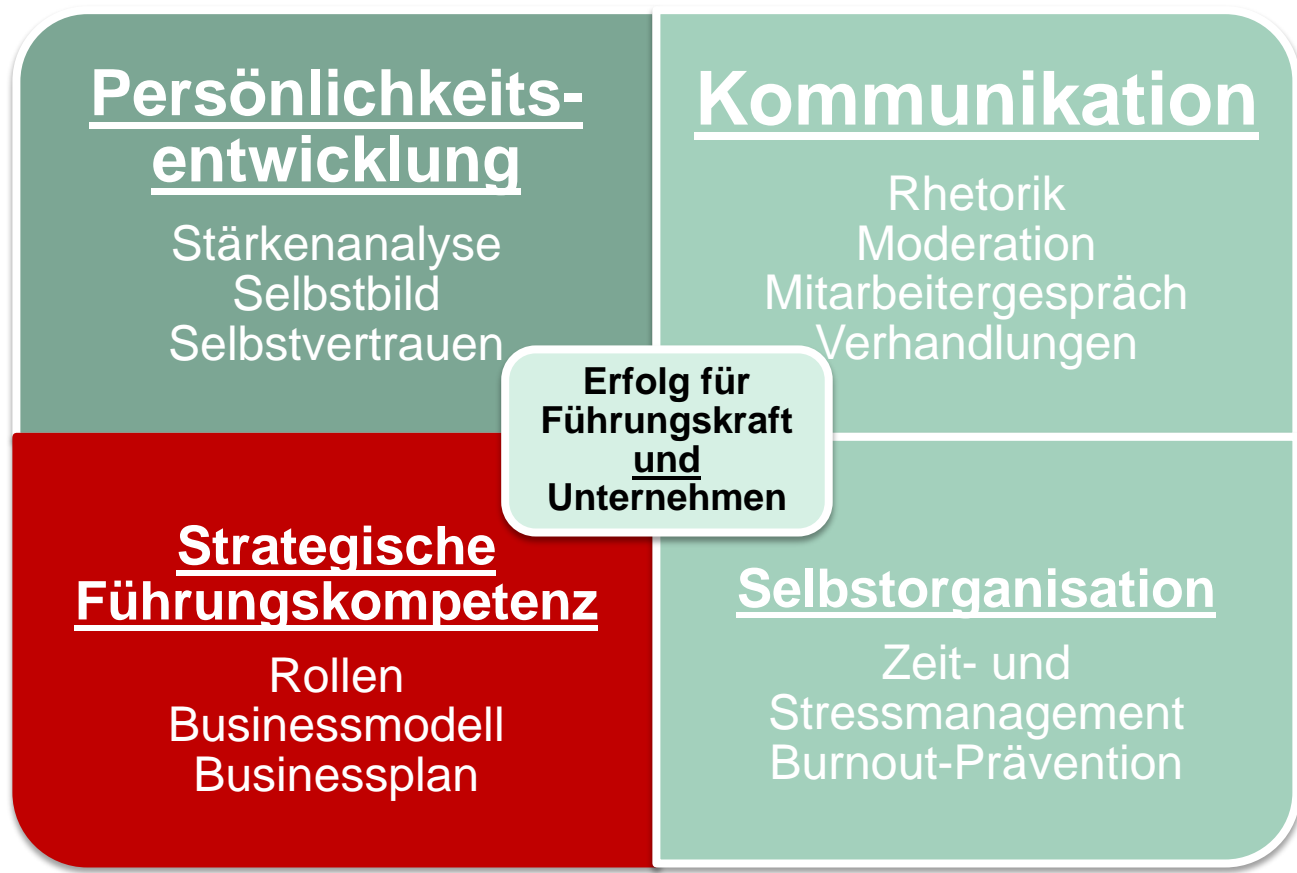 Persönlichkeits-
entwicklung
Stärkenanalyse
Selbstbild
Selbstvertrauen
Kommunikation
Rhetorik
Moderation
Mitarbeitergespräch
Verhandlungen
Erfolg für
Führungskraft
und
Unternehmen
Strategische
Führungskompetenz
Rollen
Businessmodell
Businessplan
Selbstorganisation
Zeit- und
Stressmanagement
Burnout-Prävention